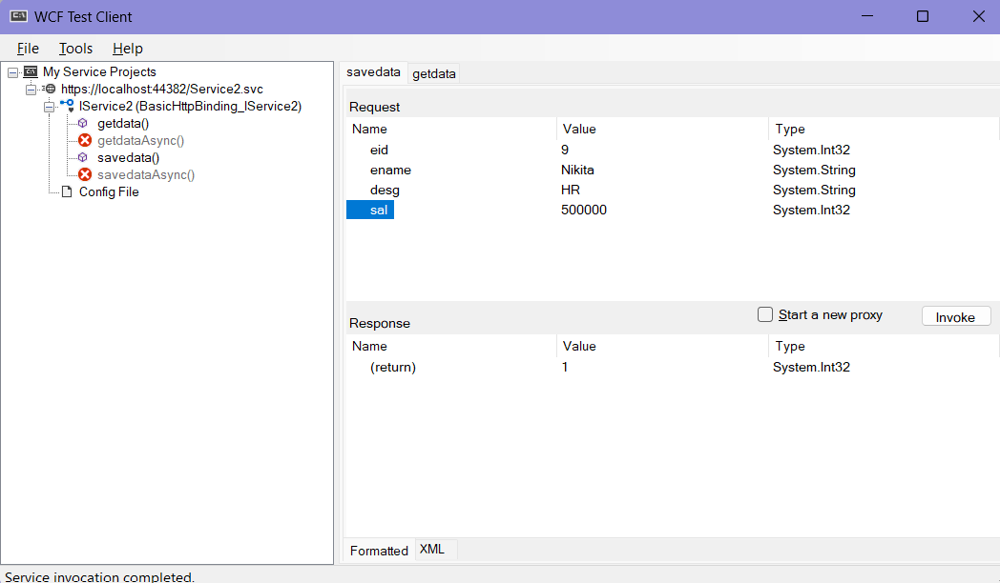 WCF Test Client
File Tools Help
My Service Projects
https://localhost:44382/Service2.svc
IService2 (BasicHttpBinding_IService2)
getdata()
getdataAsync()
savedata()
savedataAsync()
Config File
savedata getdata
Request
Name Value Type
eid 9 System.Int32
ename Nikita System.String
desg HR System.String
sal 500000 System.Int32
Start a new proxy Invoke
Response
Name Value Type
(return) 1 System.Int32
Formatted XML
Service invocation completed.